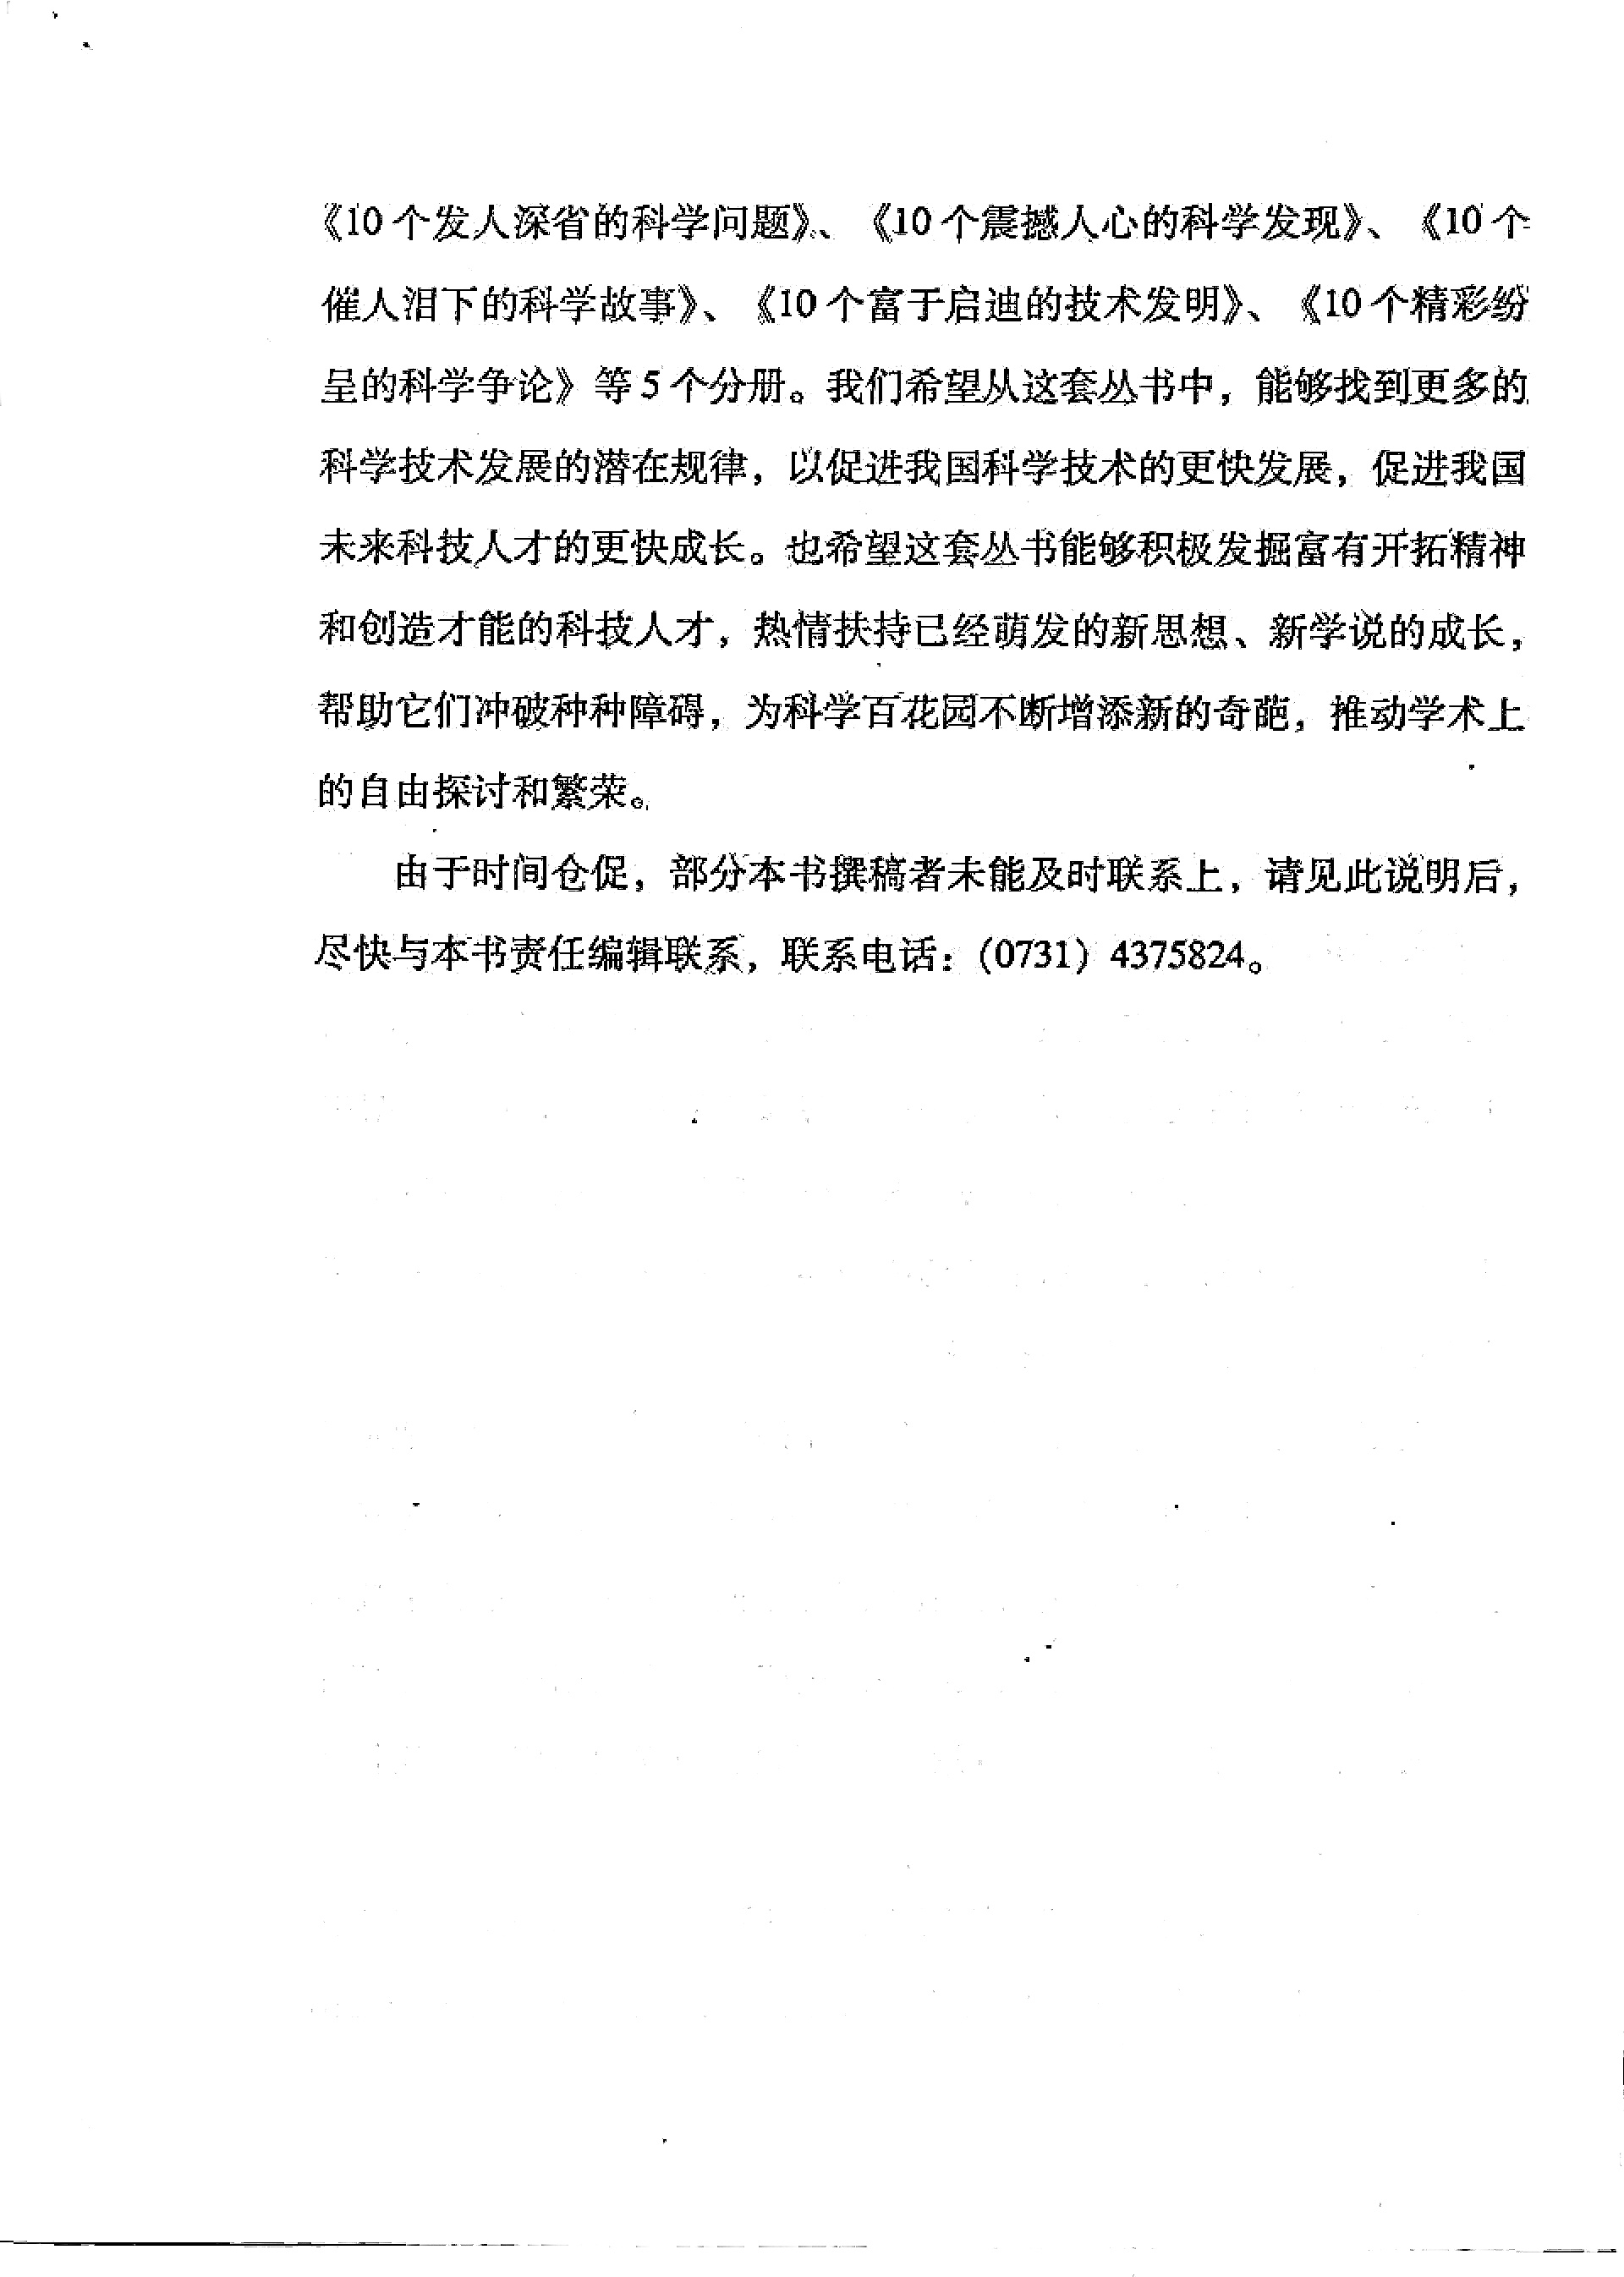 《10个发人深省的科学问题》、《10个震撼人心的科学发现》、《10个
催人泪下的科学故事》、《10个富于启迪的技术发明》、《10个精彩纷
呈的科学争论》等5个分册。我们希望从这套丛书中，能够找到更多的
科学技术发展的潜在规律，以促进我国科学技术的更快发展，促进我国
未来科技人才的更快成长。也希望这套丛书能够积极发掘富有开拓精神
和创造才能的科技人才，热情扶持已经萌发的新思想、新学说的成长，
帮助它们冲破种种障碍，为科学百花园不断增添新的奇葩，推动学术上
的自由探讨和繁荣。
由于时间仓促，部分本书撰稿者未能及时联系上，请见此说明后，
尽快与本书责任编辑联系，联系电话：(0731) 4375824。